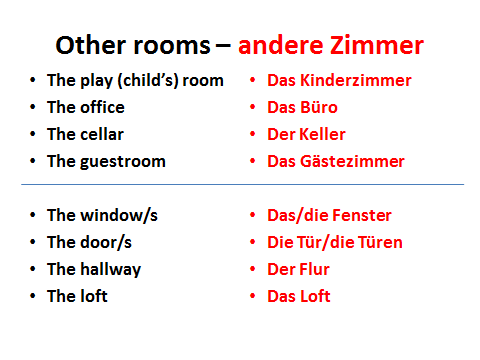 Other rooms – andere Zimmer
• The play (child's) room • Das Kinderzimmer
• The office • Das Büro
• The cellar • Der Keller
• The guestroom • Das Gästezimmer
• The window/s • Das/die Fenster
• The door/s • Die Tür/die Türen
• The hallway • Der Flur
• The loft • Das Loft